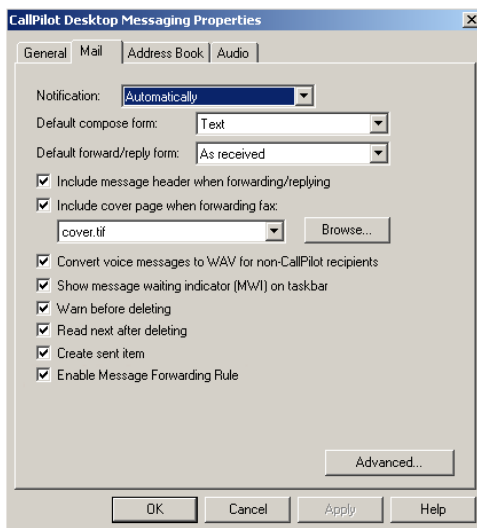 CallPilot Desktop Messaging Properties
General Mail Address Book Audio
Notification: Automatically
Default compose form: Text
Default forward/reply form: As received
Include message header when forwarding/replying
Include cover page when forwarding fax:
cover.tif Browse...
Convert voice messages to WAV for non-CallPilot recipients
Show message waiting indicator (MWI) on taskbar
Warn before deleting
Read next after deleting
Create sent item
Enable Message Forwarding Rule
Advanced...
OK Cancel Apply Help